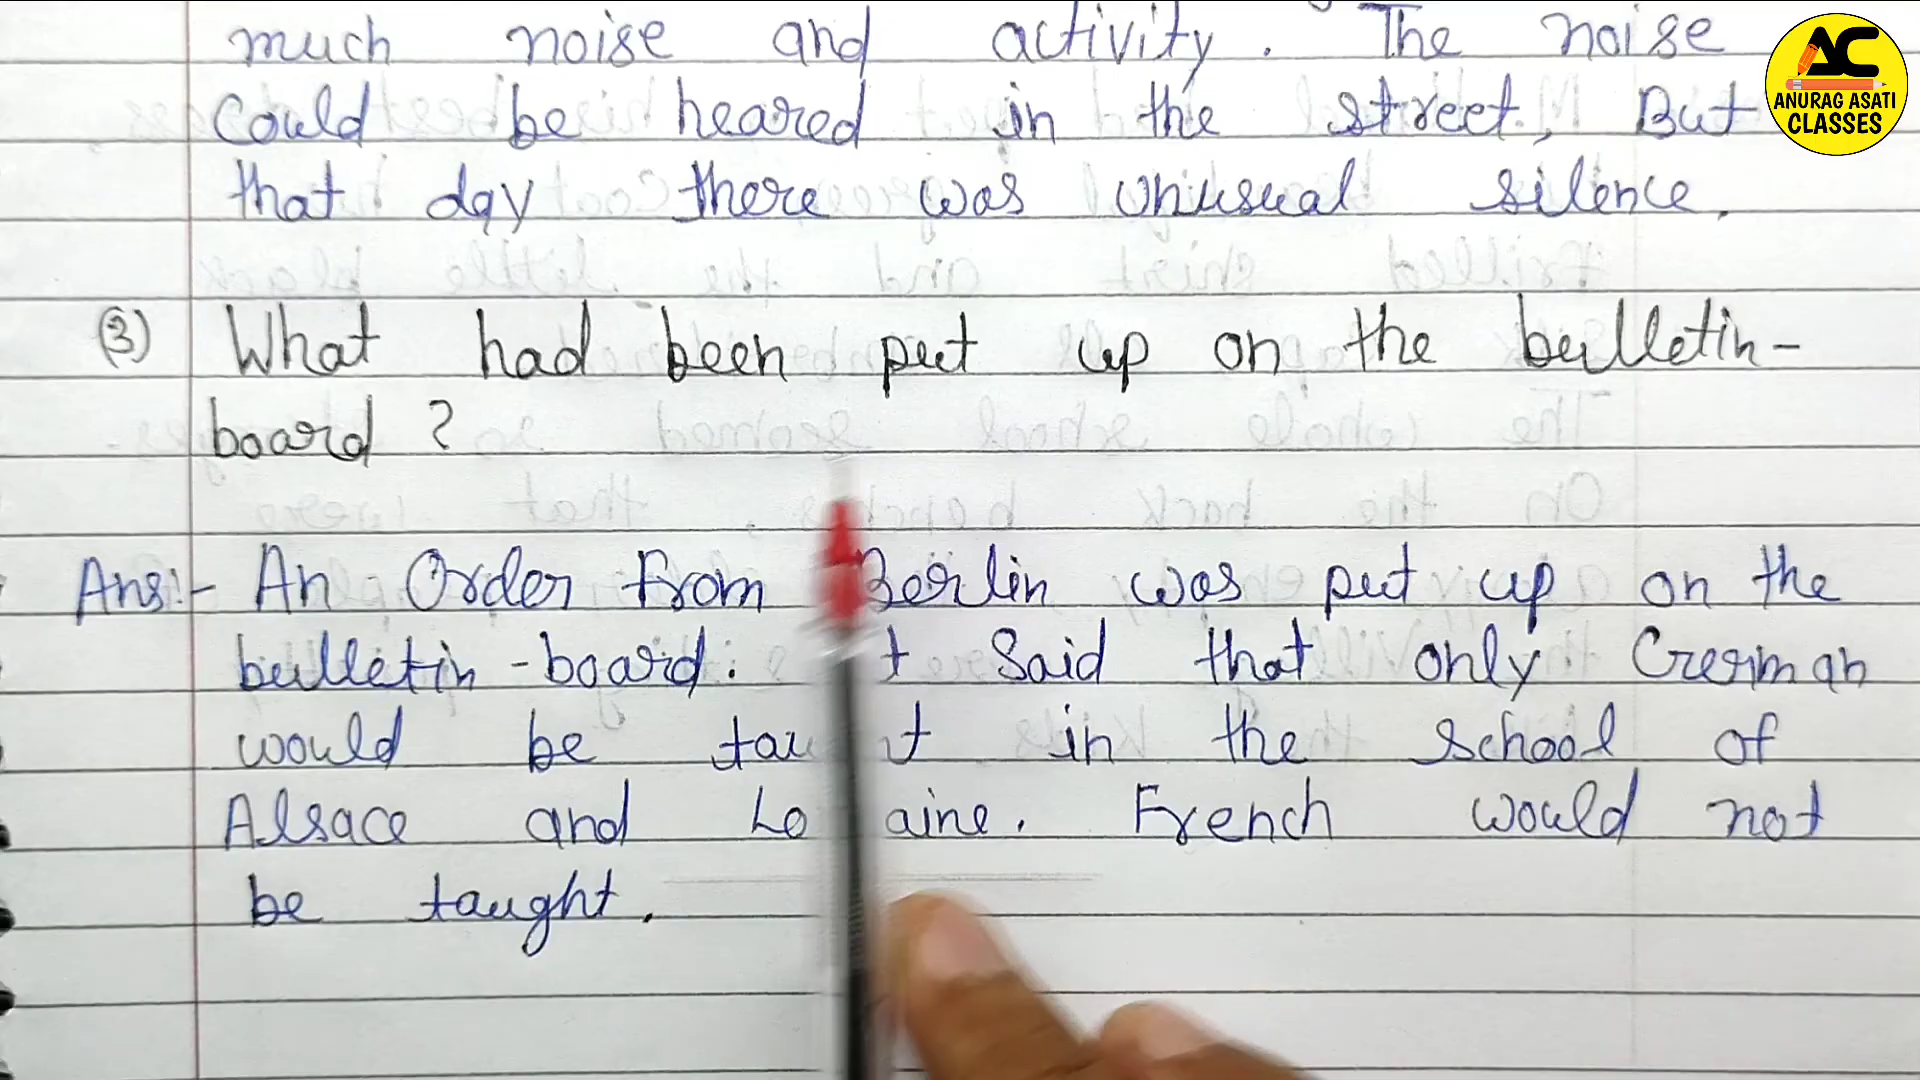 much noise and activity. The noise
Could be heared in the street, But
that day there was unusual silence.
(3) What had been put up on the bulletin-
board ?
Ans:- An Order From Berlin was put up on the
bulletin-board. Said that only German
would be in the school of
Alsace and French would not
be taught.
AC
ANURAG ASATI
CLASSES